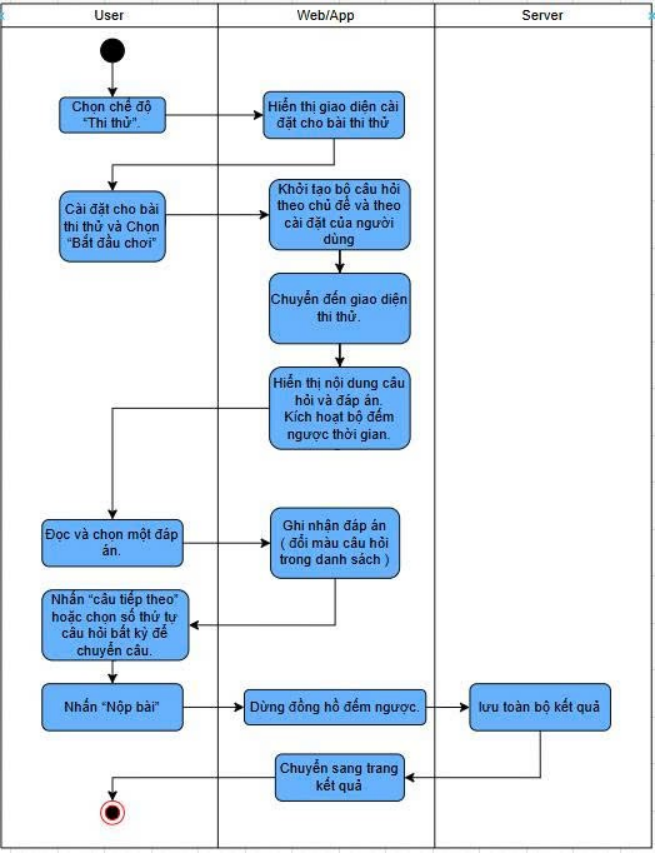 User
Web/App
Server
Chọn chế độ
“Thi thử”.
Hiển thị giao diện cài
đặt cho bài thi thử
Cài đặt cho bài
thi thử và Chọn
“Bắt đầu chơi”
Khởi tạo bộ câu hỏi
theo chủ đề và theo
cài đặt của người
dùng
Chuyển đến giao diện
thi thử.
Hiển thị nội dung câu
hỏi và đáp án.
Kích hoạt bộ đếm
ngược thời gian.
Đọc và chọn một đáp
án.
Ghi nhận đáp án
( đổi màu câu hỏi
trong danh sách )
Nhấn “câu tiếp theo”
hoặc chọn số thứ tự
câu hỏi bất kỳ để
chuyển câu.
Nhấn “Nộp bài”
Dừng đồng hồ đếm ngược.
lưu toàn bộ kết quả
Chuyển sang trang
kết quả